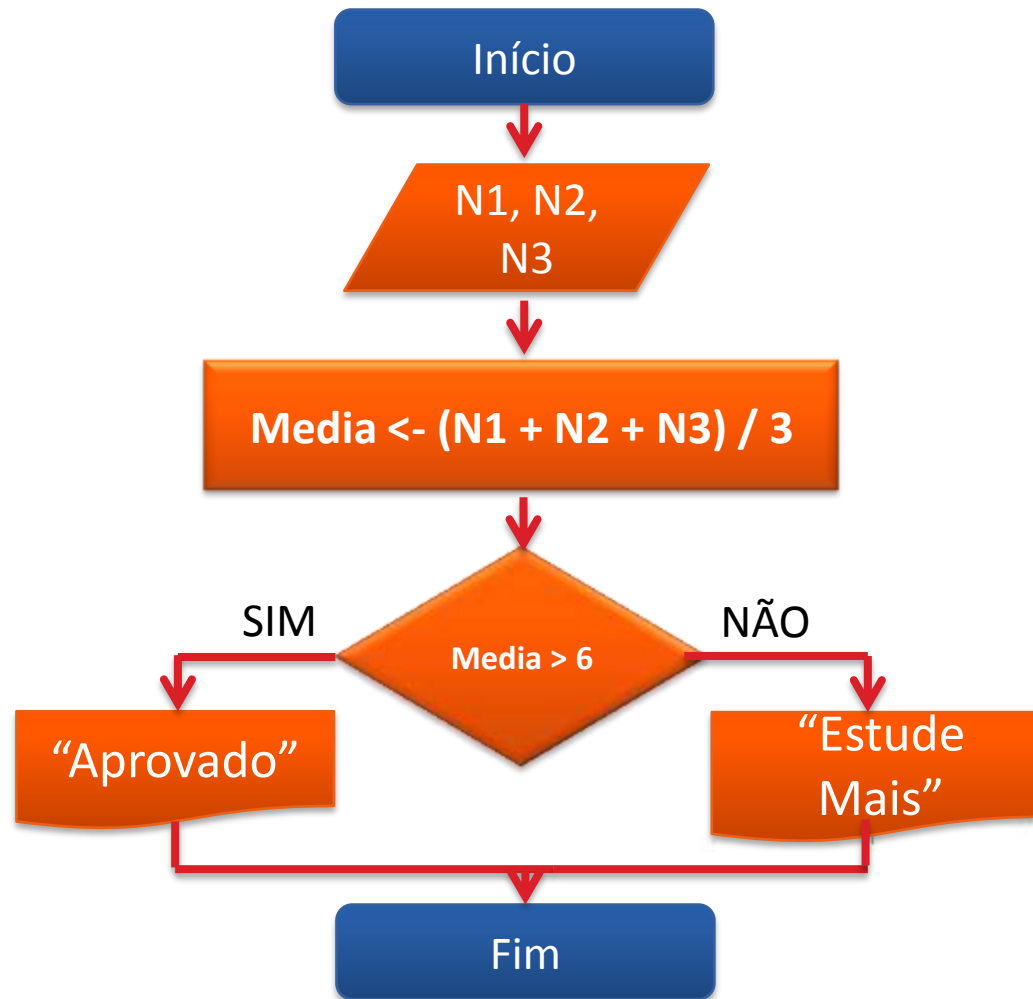 Início
N1, N2,
N3
Media <- (N1 + N2 + N3) / 3
SIM
NÃO
Media > 6
“Aprovado”
“Estude
Mais”
Fim